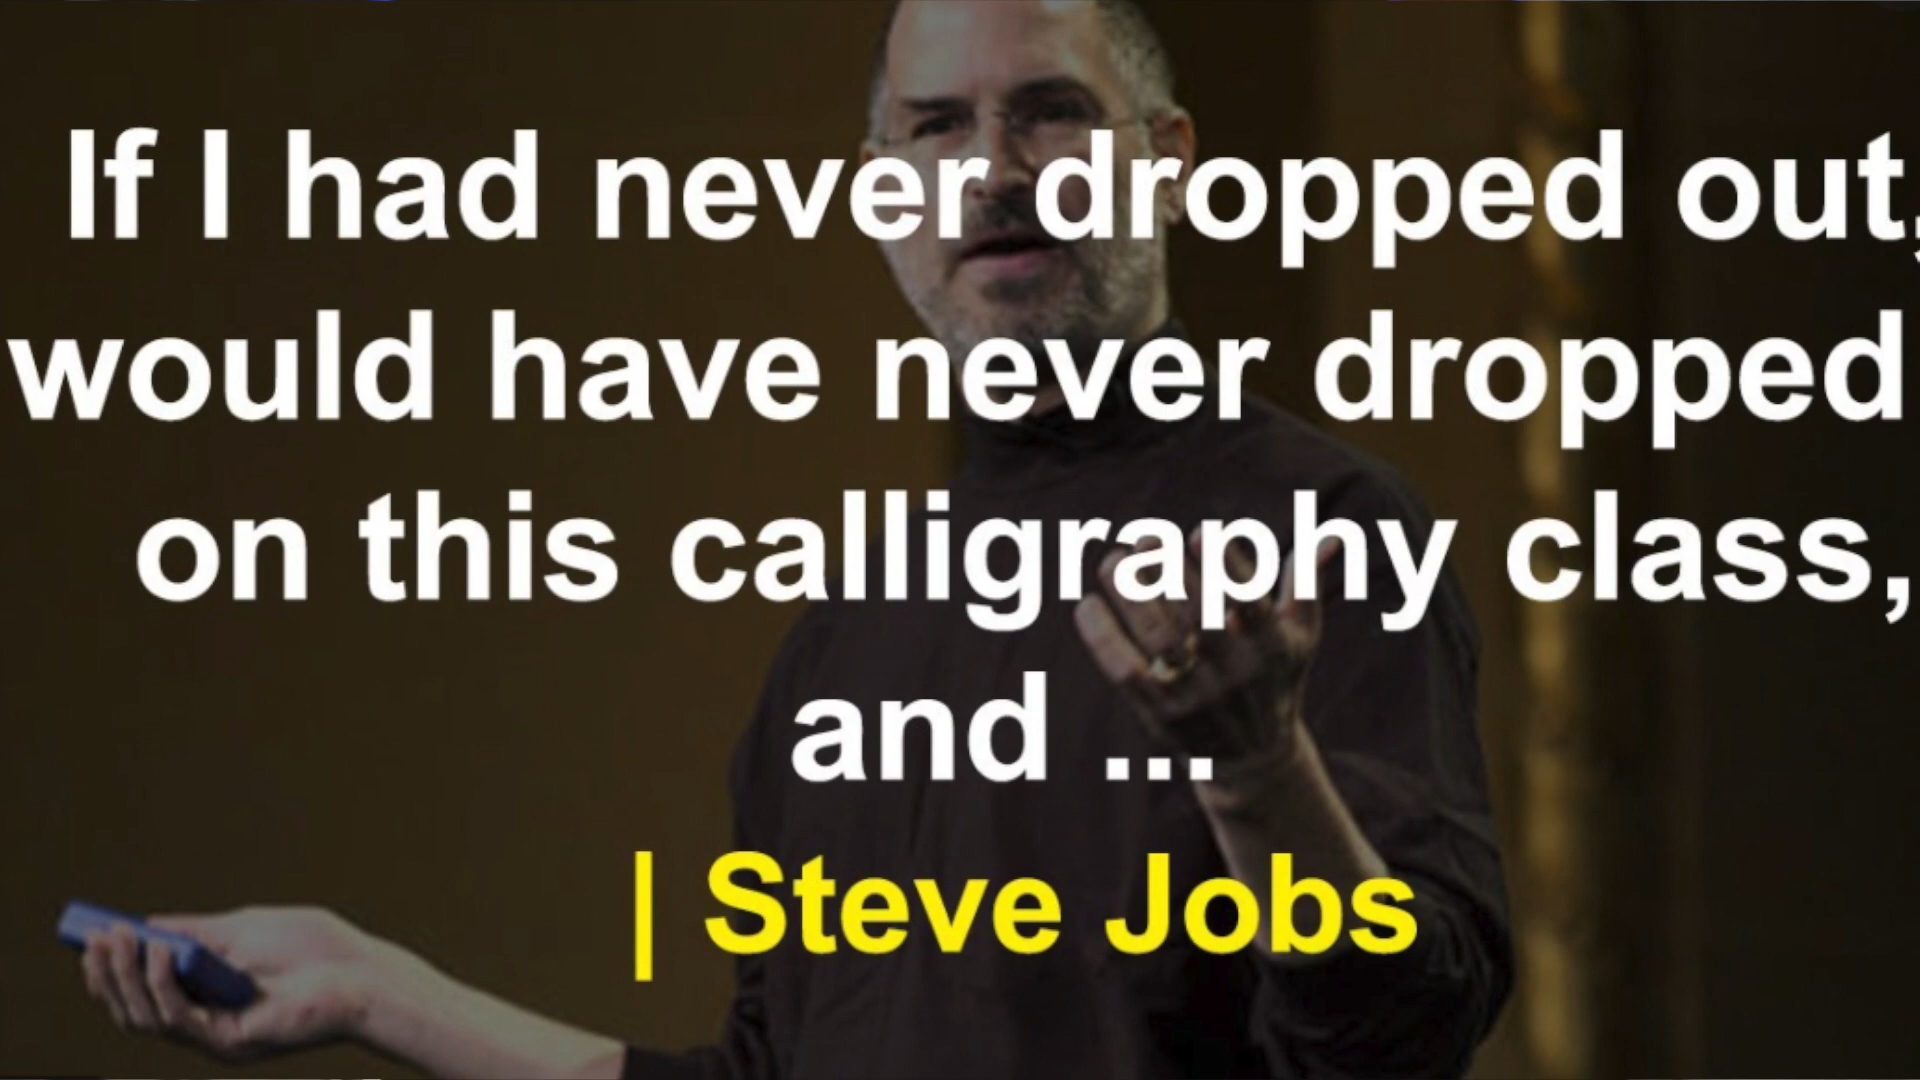 If I had never dropped out,
would have never dropped
on this calligraphy class,
and ...
| Steve Jobs